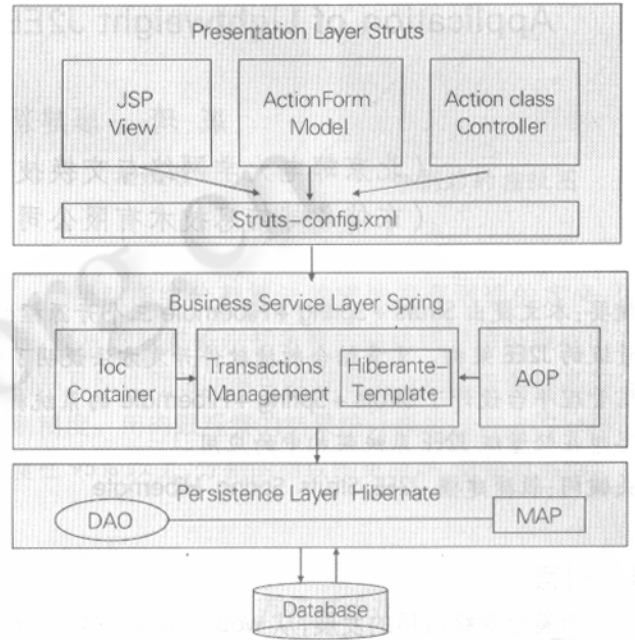 Presentation Layer Struts
JSP
View
ActionForm
Model
Action class
Controller
Struts-config.xml
Business Service Layer Spring
Ioc
Container
Transactions
Management
Hiberante-
Template
AOP
Persistence Layer Hibernate
DAO
MAP
Database